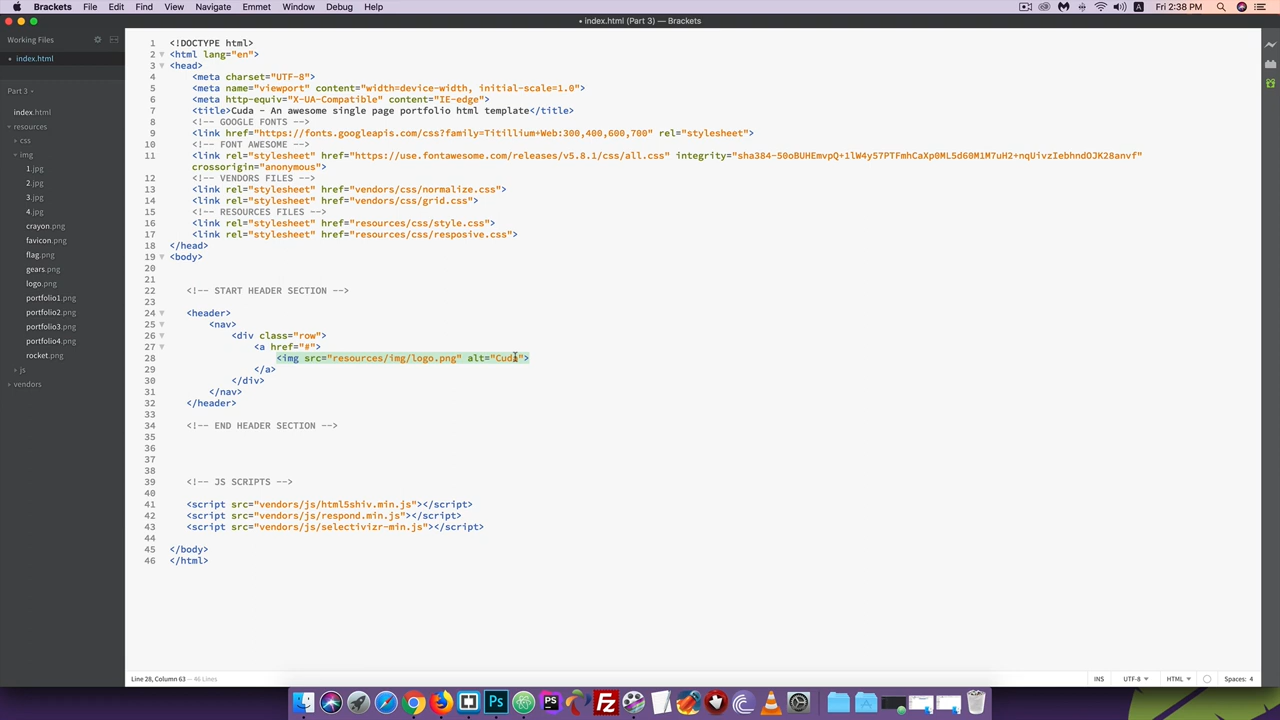 Brackets File Edit Find View Navigate Emmet Window Debug Help Fri 2:38 PM
• index.html (Part 3) — Brackets
Working Files
• index.html
Part 3
index.html
resources
css
img
1.jpg
2.jpg
3.jpg
4.jpg
crayon.png
favicon.png
flag.png
gears.png
logo.png
portfolio1.png
portfolio2.png
portfolio3.png
portfolio4.png
rocket.png
js
vendors
1 <!DOCTYPE html>
2 <html lang="en">
3 <head>
4 <meta charset="UTF-8">
5 <meta name="viewport" content="width=device-width, initial-scale=1.0">
6 <meta http-equiv="X-UA-Compatible" content="IE-edge">
7 <title>Cuda - An awesome single page portfolio html template</title>
8 <!-- GOOGLE FONTS -->
9 <link href="https://fonts.googleapis.com/css?family=Titillium+Web:300,400,600,700" rel="stylesheet">
10 <!-- FONT AWESOME -->
11 <link rel="stylesheet" href="https://use.fontawesome.com/releases/v5.8.1/css/all.css" integrity="sha384-50oBUHEmvpQ+1lW4y57PTFmhCaXp0ML5d60M1M7uH2+nqUivzIebhndOJK28anvf"
crossorigin="anonymous">
12 <!-- VENDORS FILES -->
13 <link rel="stylesheet" href="vendors/css/normalize.css">
14 <link rel="stylesheet" href="vendors/css/grid.css">
15 <!-- RESOURCES FILES -->
16 <link rel="stylesheet" href="resources/css/style.css">
17 <link rel="stylesheet" href="resources/css/resposive.css">
18 </head>
19 <body>
20
21
22 <!-- START HEADER SECTION -->
23
24 <header>
25 <nav>
26 <div class="row">
27 <a href="#">
28 <img src="resources/img/logo.png" alt="Cuda">
29 </a>
30 </div>
31 </nav>
32 </header>
33
34 <!-- END HEADER SECTION -->
35
36
37
38
39 <!-- JS SCRIPTS -->
40
41 <script src="vendors/js/html5shiv.min.js"></script>
42 <script src="vendors/js/respond.min.js"></script>
43 <script src="vendors/js/selectivizr-min.js"></script>
44
45 </body>
46 </html>
Line 28, Column 63 — 46 Lines INS UTF-8 HTML Spaces: 4